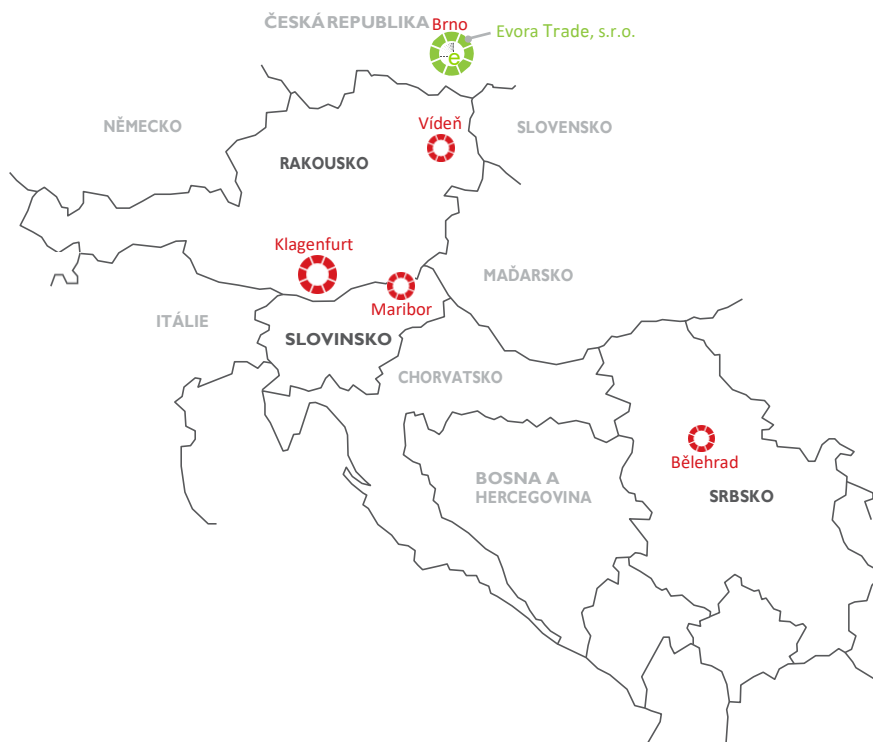 ČESKÁ REPUBLIKA
Brno
Evora Trade, s.r.o.
e
NĚMECKO
Vídeň
SLOVENSKO
RAKOUSKO
Klagenfurt
MAĎARSKO
ITÁLIE
Maribor
SLOVINSKO
CHORVATSKO
Bělehrad
BOSNA A
HERCEGOVINA
SRBSKO